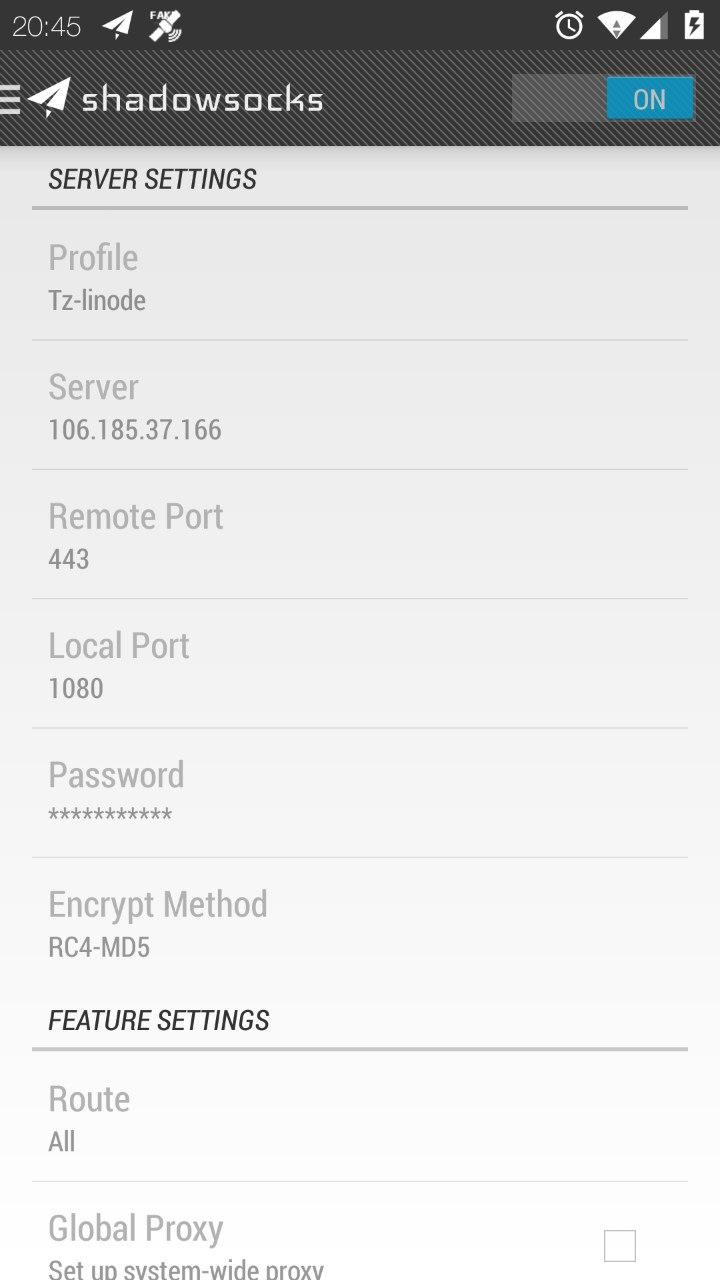 20:45
FAKE
shadowsocks
ON
SERVER SETTINGS
Profile
Tz-linode
Server
106.185.37.166
Remote Port
443
Local Port
1080
Password
***********
Encrypt Method
RC4-MD5
FEATURE SETTINGS
Route
All
Global Proxy
Set up system-wide proxy